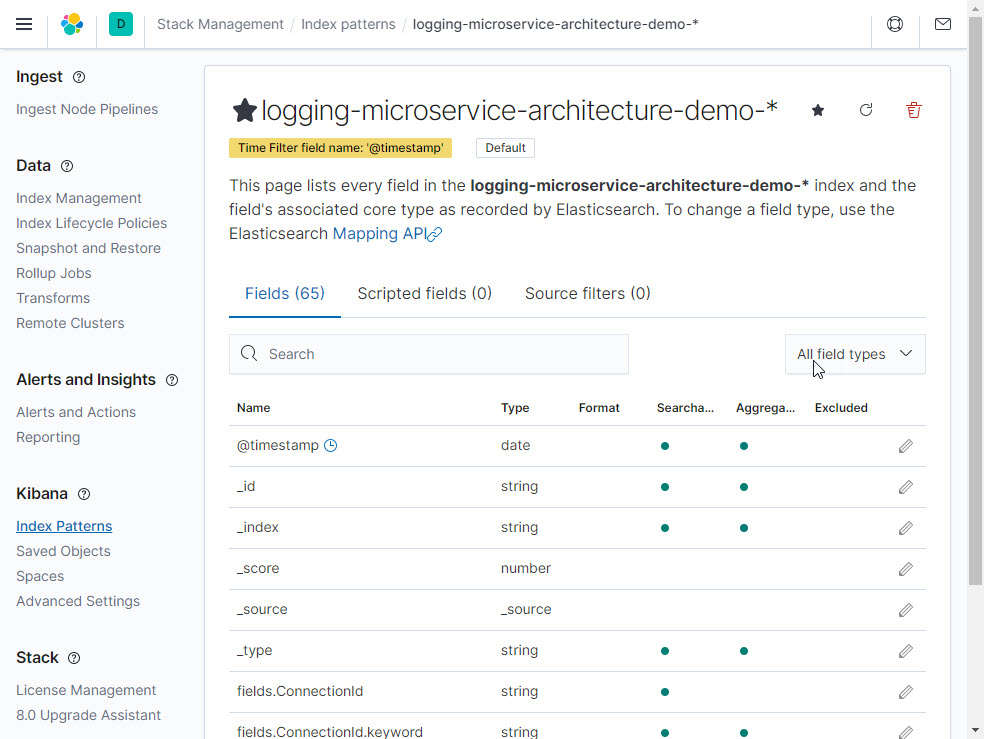 D Stack Management / Index patterns / logging-microservice-architecture-demo-*
Ingest
Ingest Node Pipelines
Data
Index Management
Index Lifecycle Policies
Snapshot and Restore
Rollup Jobs
Transforms
Remote Clusters
Alerts and Insights
Alerts and Actions
Reporting
Kibana
Index Patterns
Saved Objects
Spaces
Advanced Settings
Stack
License Management
8.0 Upgrade Assistant
logging-microservice-architecture-demo-*
Time Filter field name: '@timestamp' Default
This page lists every field in the logging-microservice-architecture-demo-* index and the
field's associated core type as recorded by Elasticsearch. To change a field type, use the
Elasticsearch Mapping API
Fields (65) Scripted fields (0) Source filters (0)
Search All field types
Name Type Format Searcha... Aggrega... Excluded
@timestamp date
_id string
_index string
_score number
_source _source
_type string
fields.ConnectionId string
fields.ConnectionId.keyword string